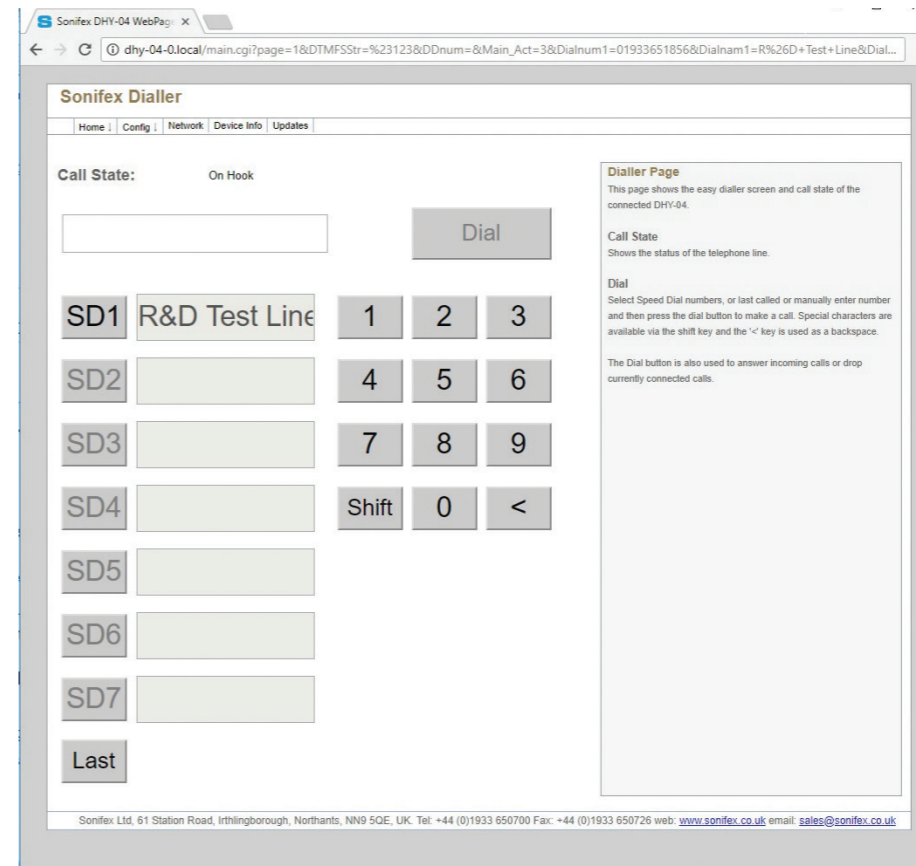 Sonifex DHY-04 WebPag
dhy-04-0.local/main.cgi?page=1&DTMFSStr=%23123&DDnum=&Main_Act=3&Dialnum1=01933651856&Dialnam1=R%26D+Test+Line&Dial...
Sonifex Dialler
Home Config Network Device Info Updates
Call State: On Hook
Dial
SD1 R&D Test Line
SD2
SD3
SD4
SD5
SD6
SD7
Last
1 2 3
4 5 6
7 8 9
Shift 0 <
Dialler Page
This page shows the easy dialler screen and call state of the
connected DHY-04.
Call State
Shows the status of the telephone line.
Dial
Select Speed Dial numbers, or last called or manually enter number
and then press the dial button to make a call. Special characters are
available via the shift key and the '<' key is used as a backspace.
The Dial button is also used to answer incoming calls or drop
currently connected calls.
Sonifex Ltd, 61 Station Road, Irthlingborough, Northants, NN9 5QE, UK. Tel: +44 (0)1933 650700 Fax: +44 (0)1933 650726 web: www.sonifex.co.uk email: sales@sonifex.co.uk